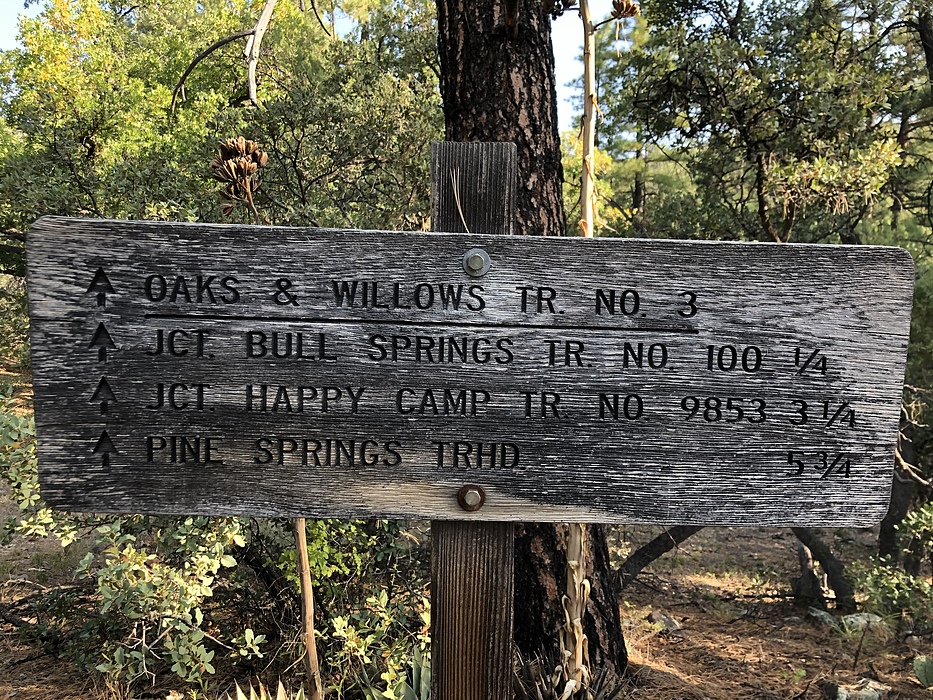 OAKS & WILLOWS TR. NO. 3
JCT. BULL SPRINGS TR. NO. 100 1/4
JCT. HAPPY CAMP TR. NO 9853 3 1/4
PINE SPRINGS TRHD 5 3/4